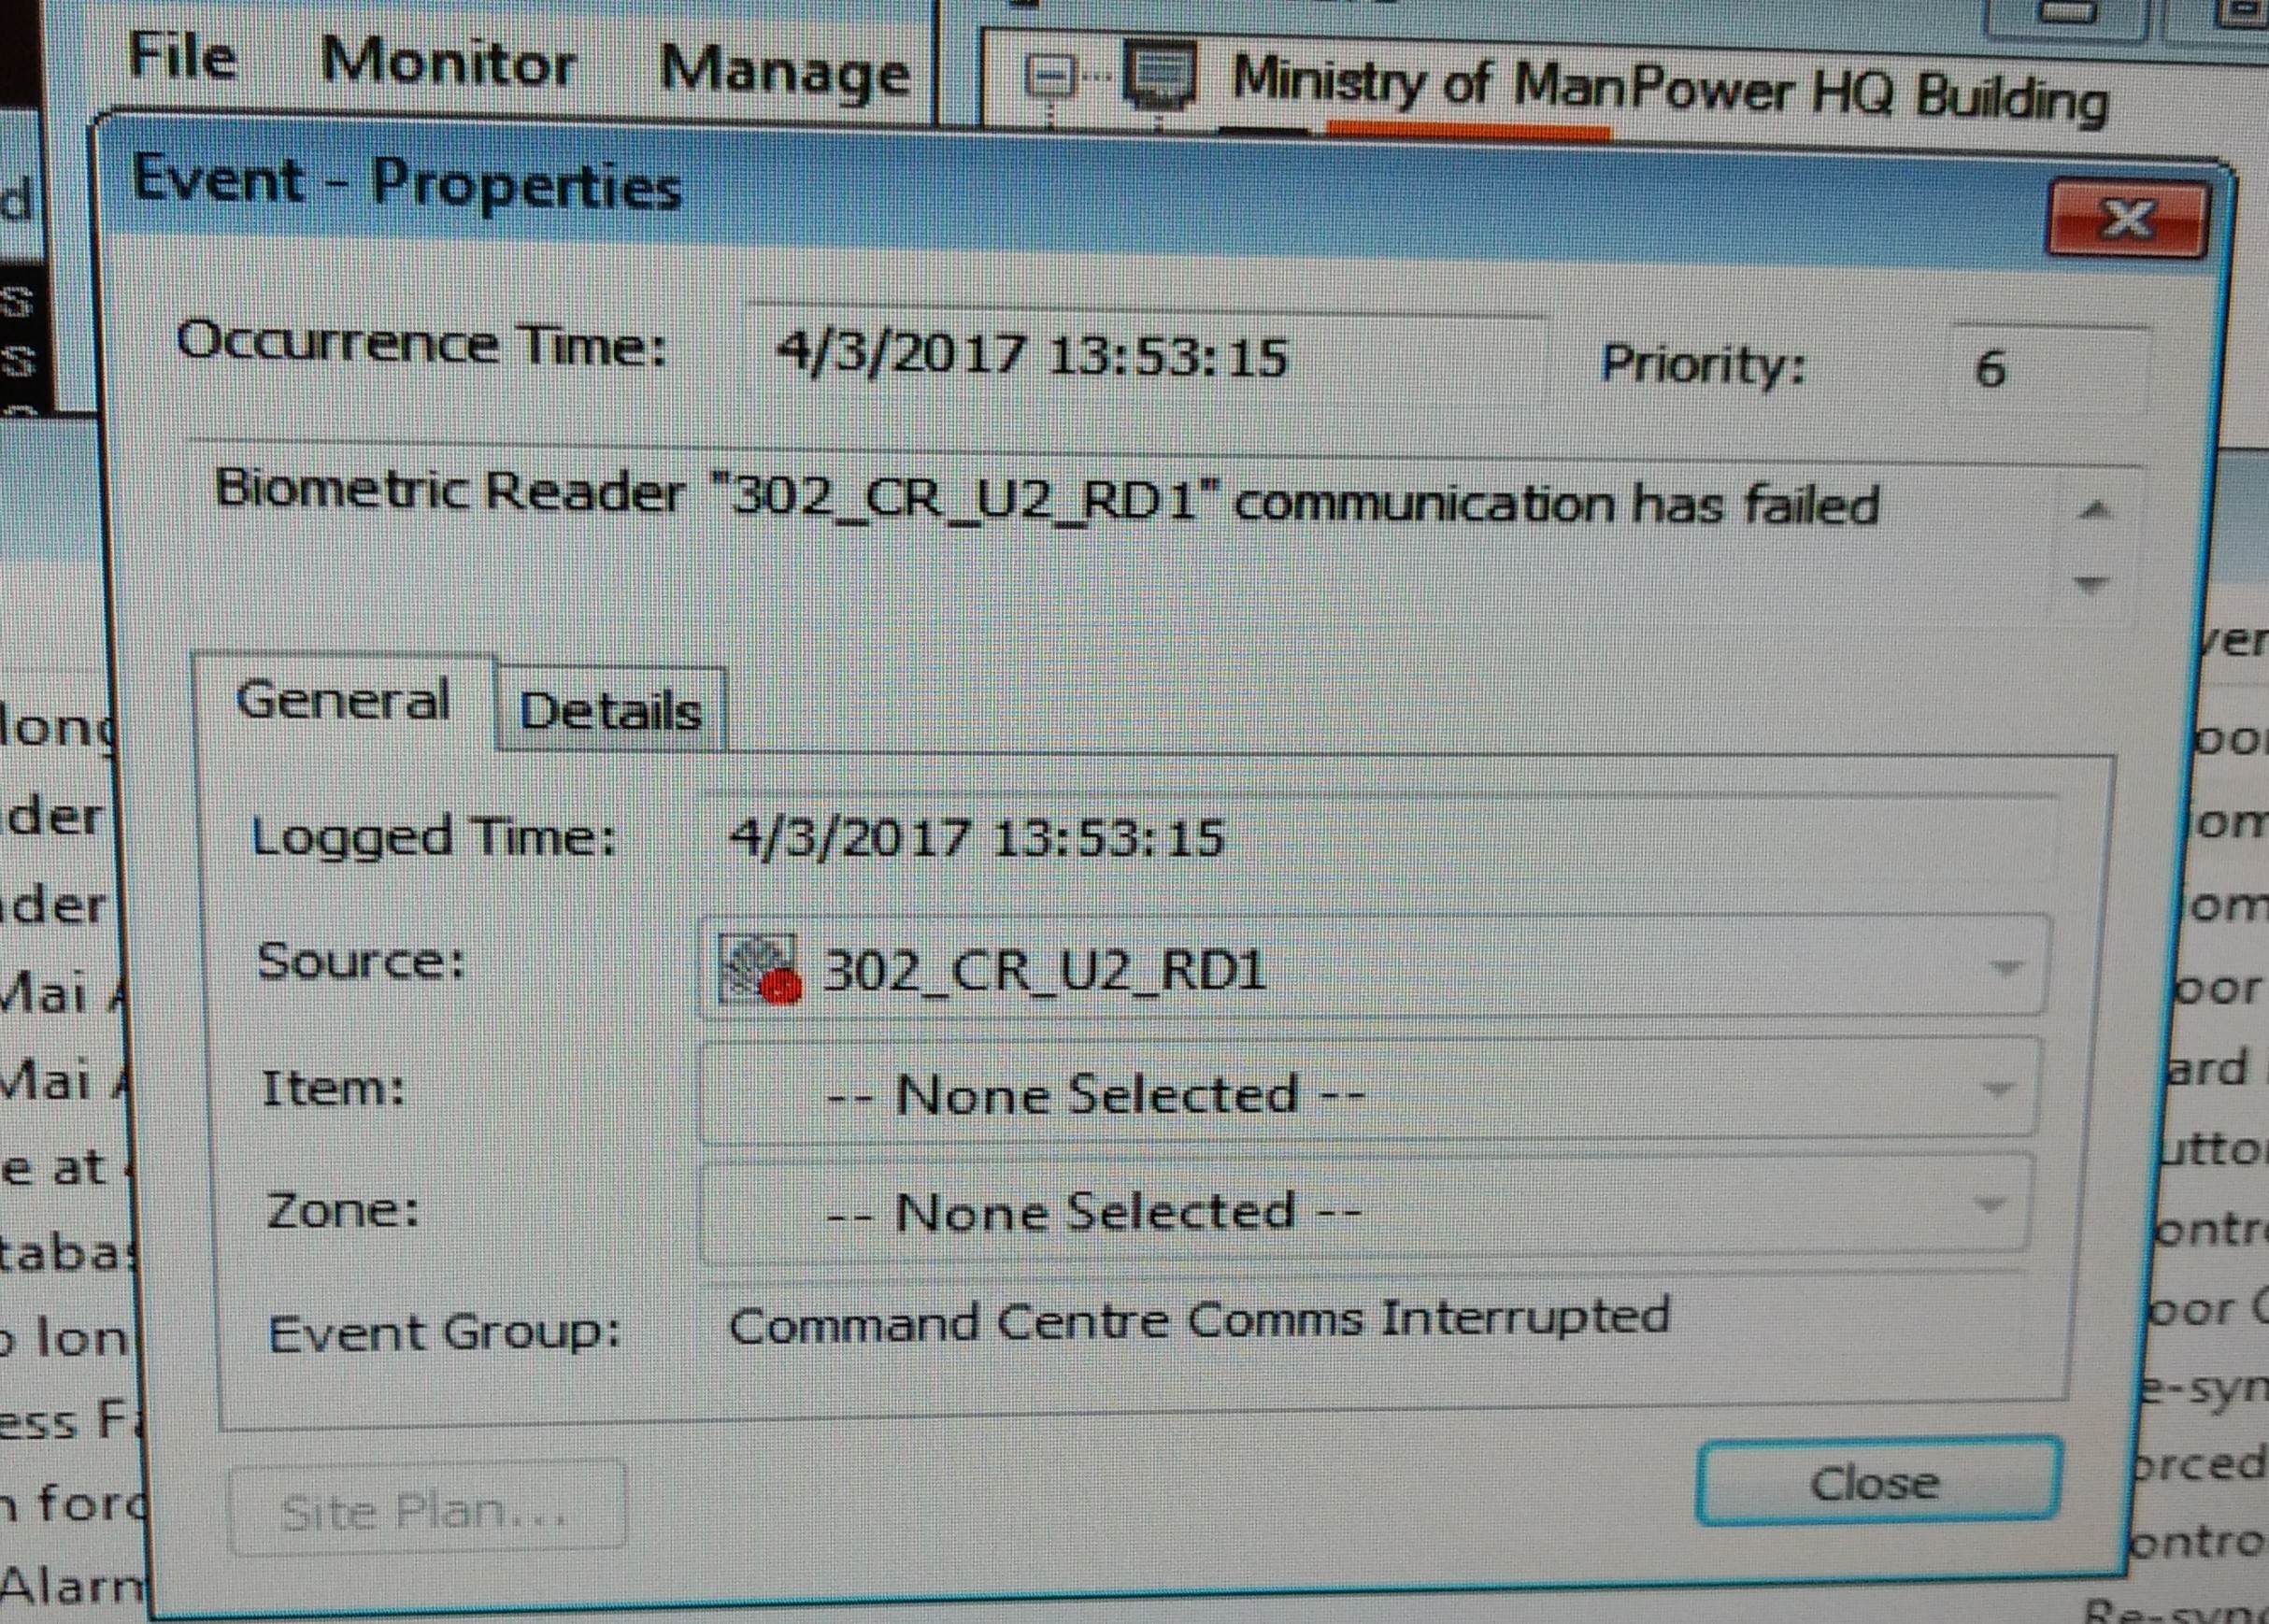 File Monitor Manage
Ministry of ManPower HQ Building
Event - Properties
Occurrence Time: 4/3/2017 13:53:15 Priority: 6
Biometric Reader "302_CR_U2_RD1" communication has failed
General Details
Logged Time: 4/3/2017 13:53:15
Source: 302_CR_U2_RD1
Item: -- None Selected --
Zone: -- None Selected --
Event Group: Command Centre Comms Interrupted
Site Plan... Close